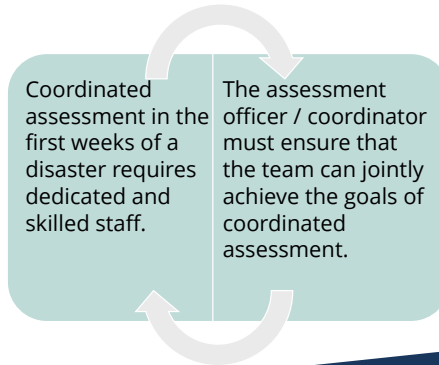 Coordinated
assessment in the
first weeks of a
disaster requires
dedicated and
skilled staff.
The assessment
officer / coordinator
must ensure that
the team can jointly
achieve the goals of
coordinated
assessment.